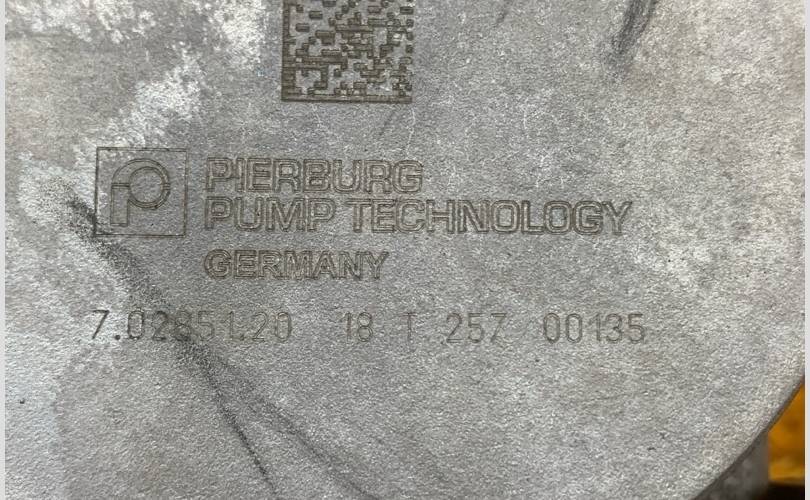 PIERBURG
PUMP TECHNOLOGY
GERMANY
7.02851.20 18 T 257 00135